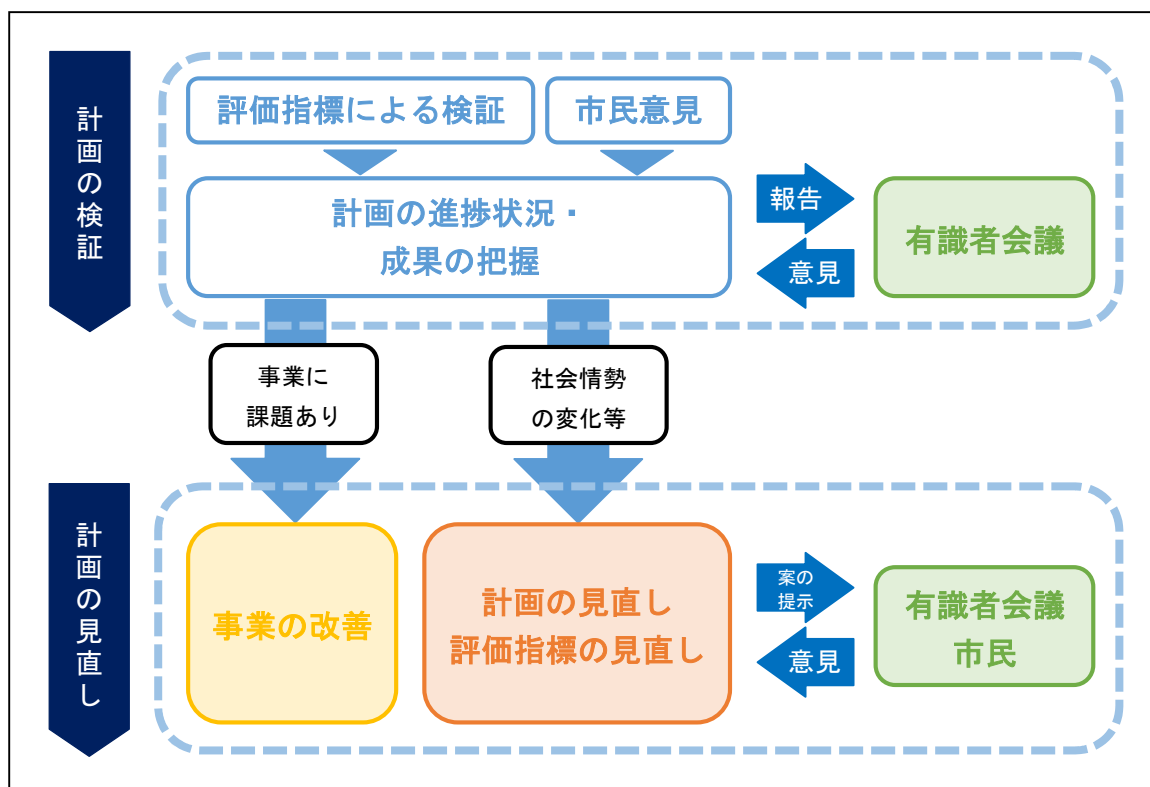 計画の検証
評価指標による検証
市民意見
計画の進捗状況・
成果の把握
報告
意見
有識者会議
事業に
課題あり
社会情勢
の変化等
計画の見直し
事業の改善
計画の見直し
評価指標の見直し
案の
提示
意見
有識者会議
市民